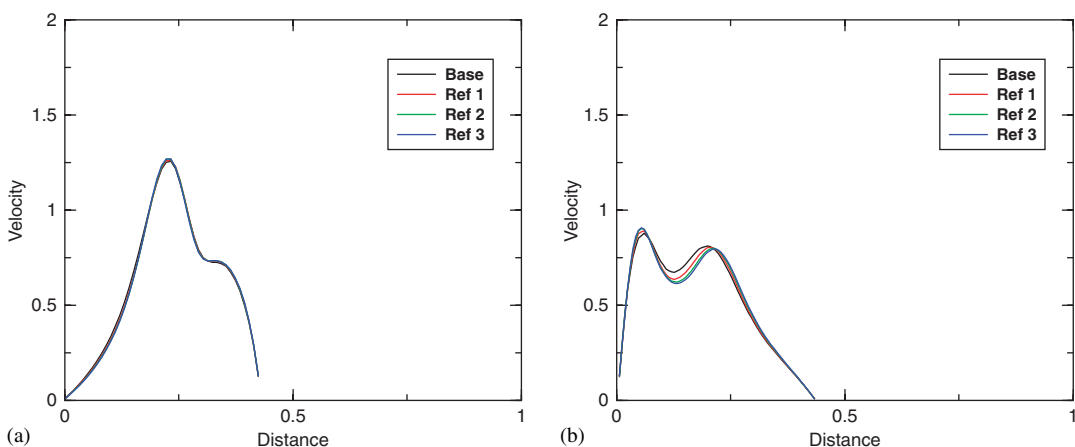 2
1.5
1
0.5
0
Velocity
Base
Ref 1
Ref 2
Ref 3
0
0.5
1
Distance
(a)
2
1.5
1
0.5
0
Velocity
Base
Ref 1
Ref 2
Ref 3
0
0.5
1
Distance
(b)